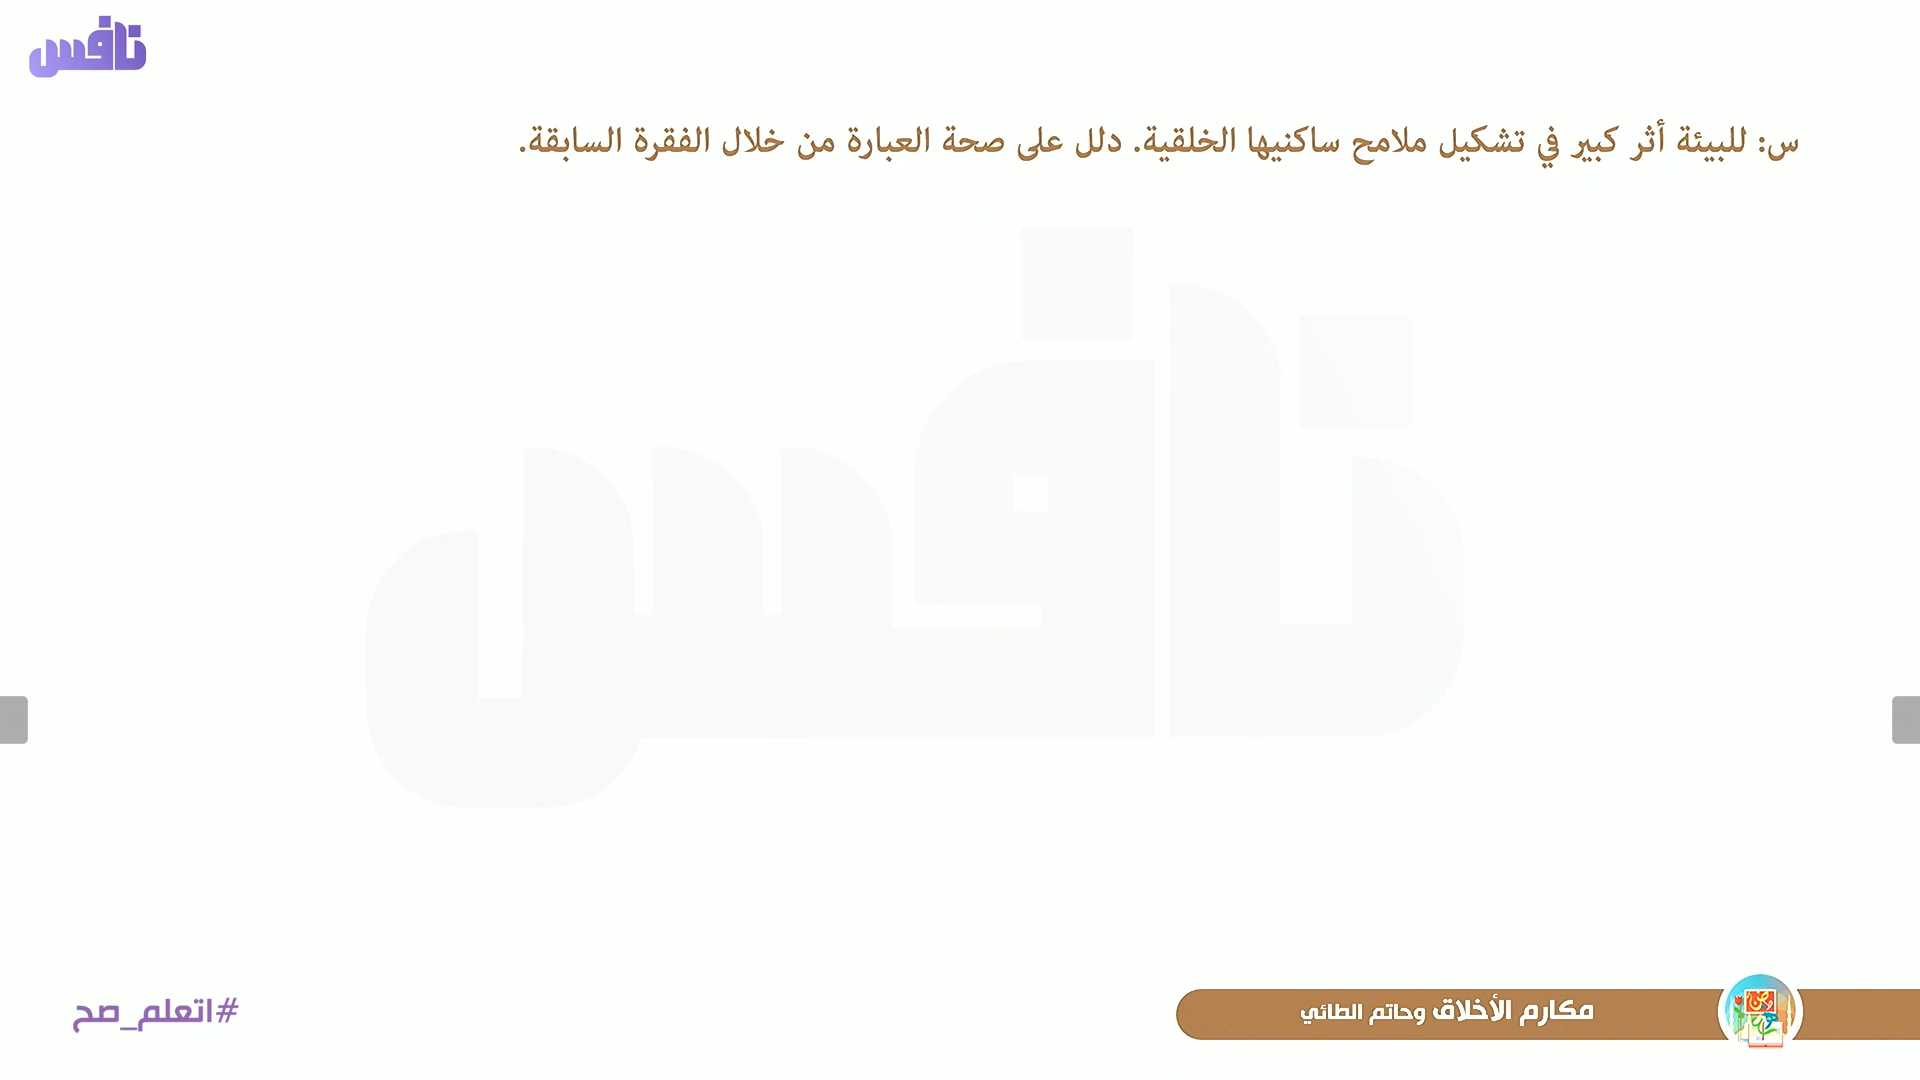 نافس
س: للبيئة أثر كبير في تشكيل ملامح ساكنيها الخلقية. دلل على صحة العبارة من خلال الفقرة السابقة.
نافس
مكارم الأخلاق وحاتم الطائي
#اتعلم_صح